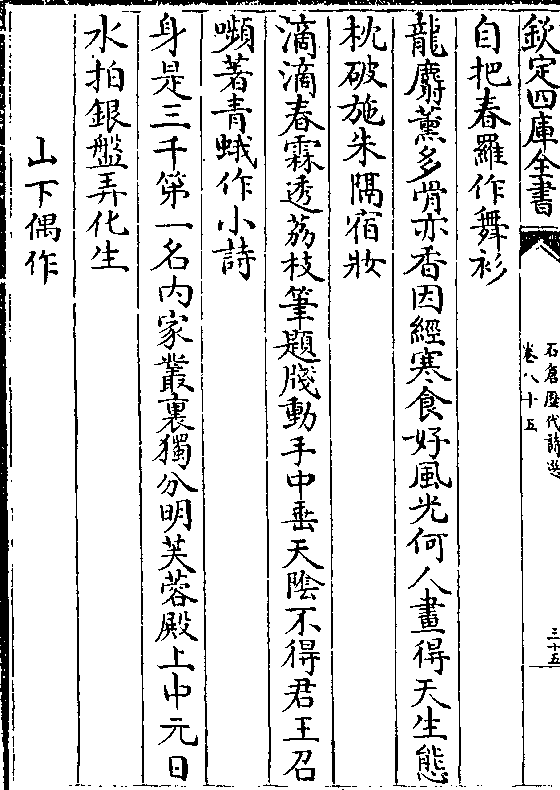 欽定四庫全書
石倉歷代詩選
卷八十五
三十五
自把春羅作舞衫
龍麝薰多骨亦香因經寒食好風光何人畫得天生態
枕破施朱隔宿妝
滴滴春霖透荔枝筆題牋動手中垂天陰不得君王召
嚬著青蛾作小詩
身是三千第一名内家叢裏獨分明芙蓉殿上中元日
水拍銀盤弄化生
山下偶作